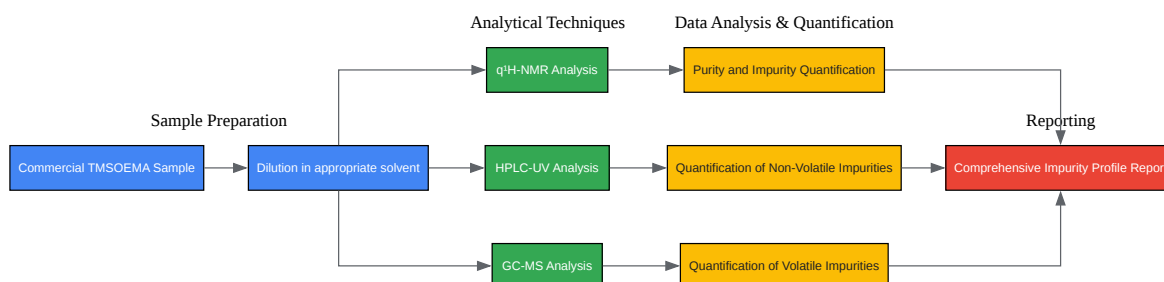 Analytical Techniques
Data Analysis & Quantification
q¹H-NMR Analysis
Purity and Impurity Quantification
Sample Preparation
Reporting
Commercial TMSOEMA Sample
Dilution in appropriate solvent
HPLC-UV Analysis
Quantification of Non-Volatile Impurities
Comprehensive Impurity Profile Report
GC-MS Analysis
Quantification of Volatile Impurities